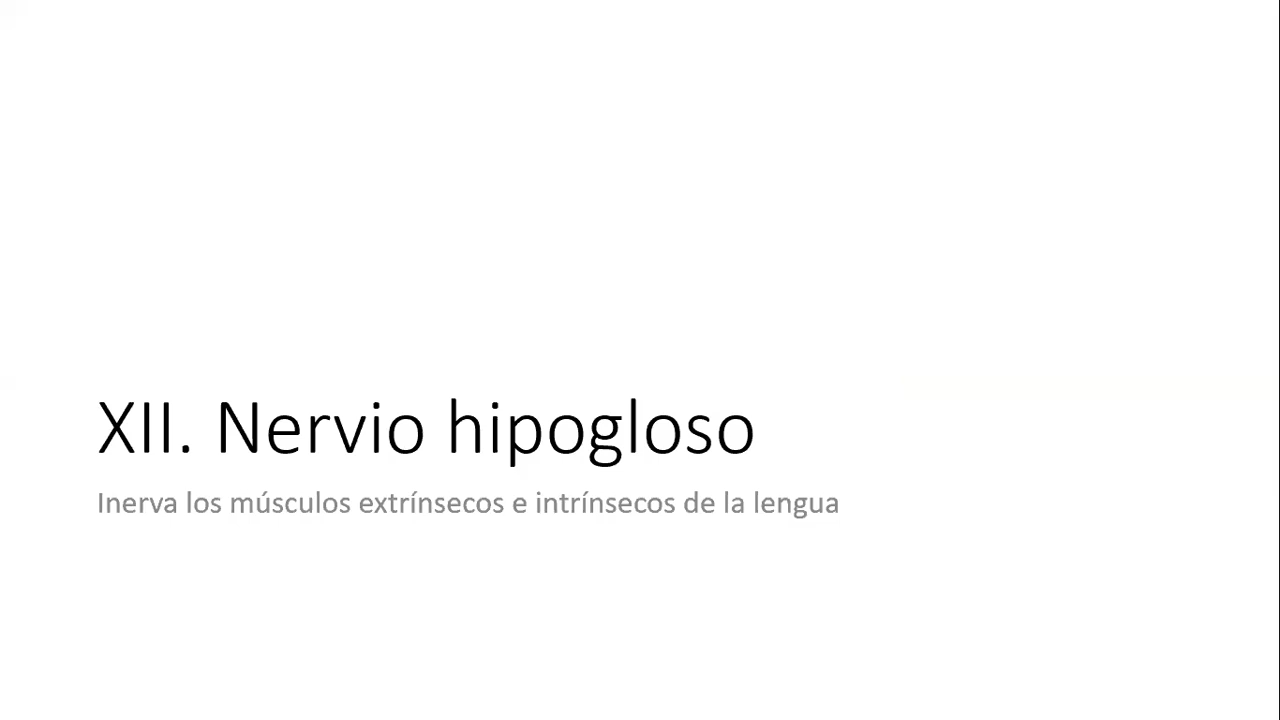 XII. Nervio hipogloso
Inerva los músculos extrínsecos e intrínsecos de la lengua